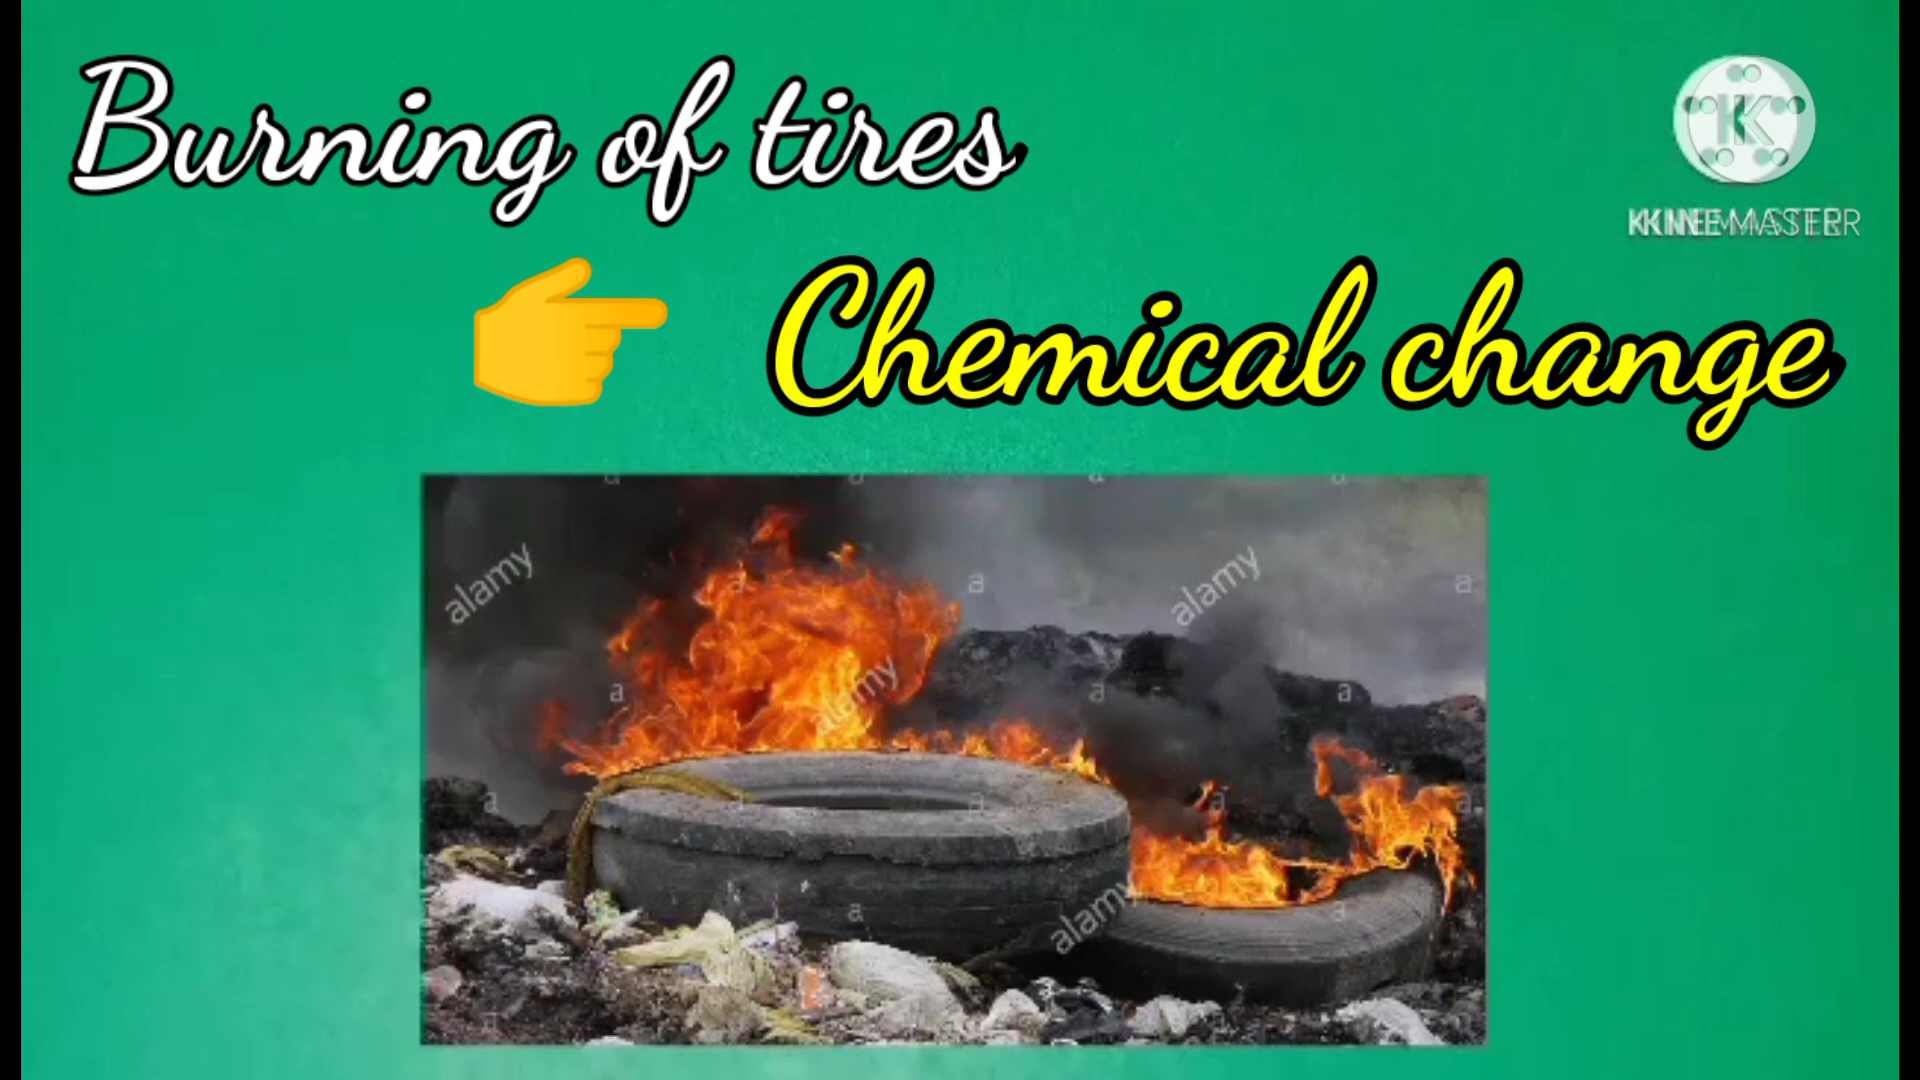 Burning of tires
KINEMASTER
👉 Chemical change
alamy
alamy
alamy
alamy